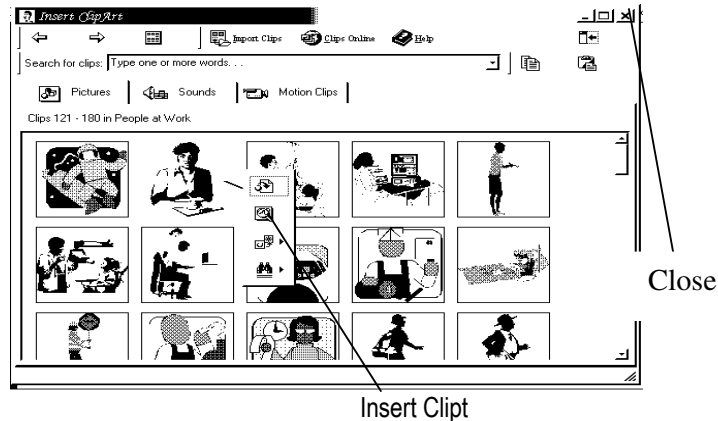 Insert ClipArt
Import Clips Clips Online Help
Search for clips: Type one or more words. . .
Pictures Sounds Motion Clips
Clips 121 - 180 in People at Work
Close
Insert Clipt